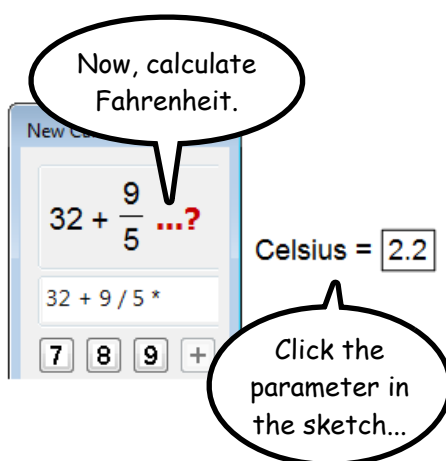 Now, calculate
Fahrenheit.
New
32 + 9/5 ...?
Celsius = 2.2
32 + 9 / 5 *
7 8 9 +
Click the
parameter in
the sketch...